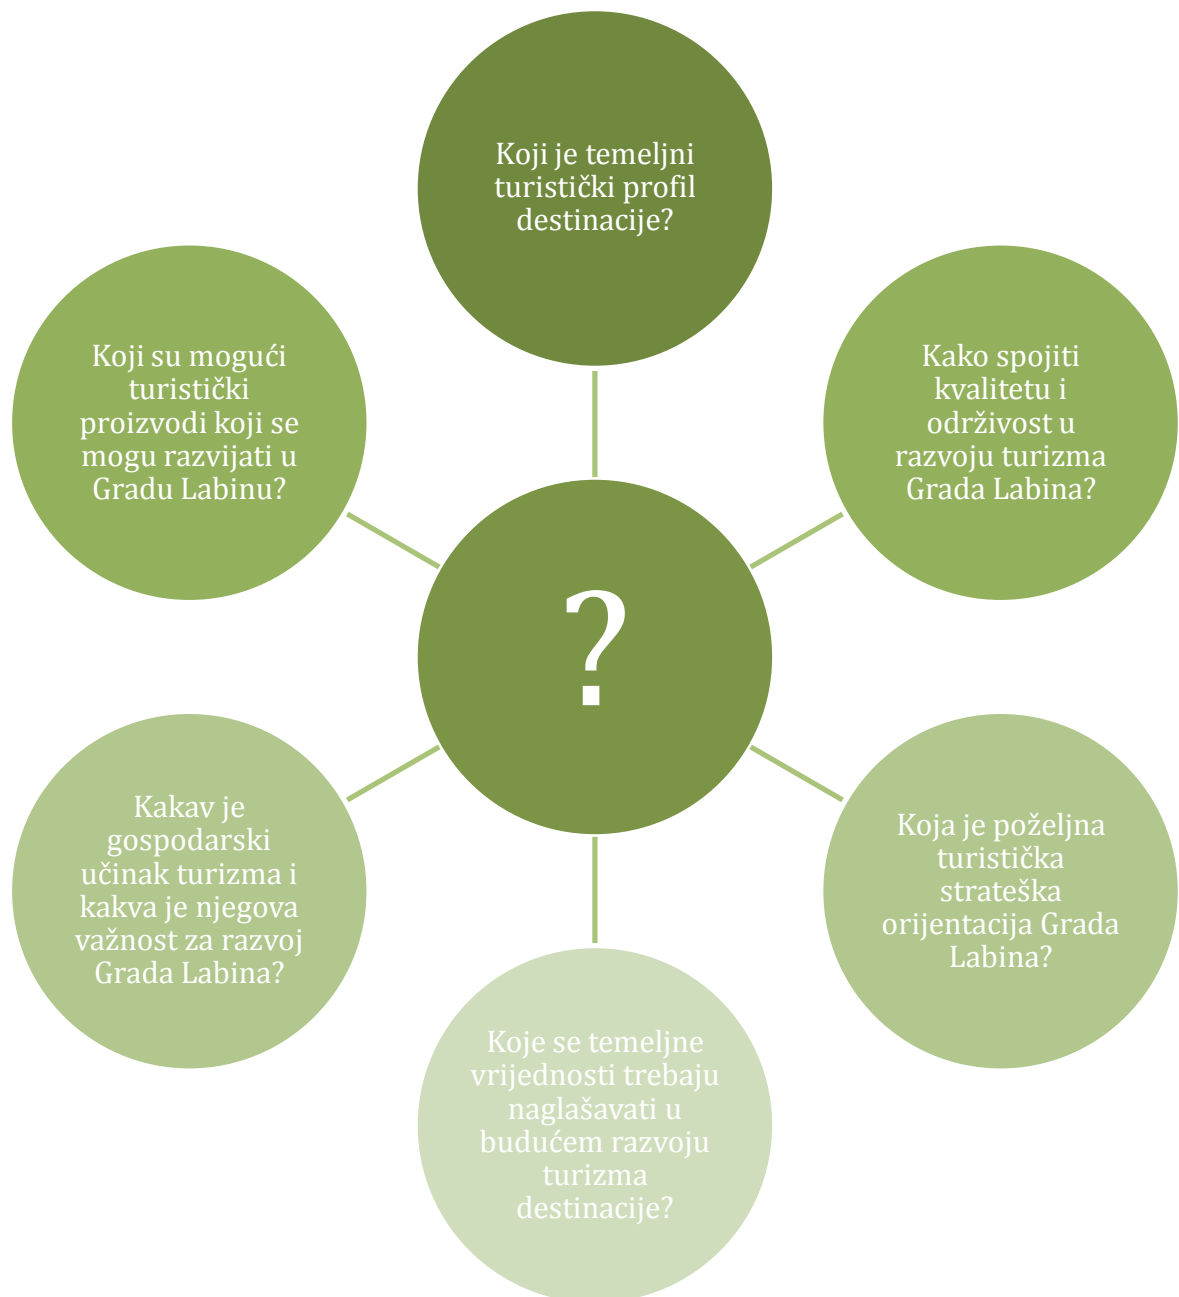 Koji je temeljni
turistički profil
destinacije?
Kako spojiti
kvalitetu i
održivost u
razvoju turizma
Grada Labina?
Koja je poželjna
turistička
strateška
orijentacija Grada
Labina?
Koje se temeljne
vrijednosti trebaju
naglašavati u
budućem razvoju
turizma
destinacije?
Kakav je
gospodarski
učinak turizma i
kakva je njegova
važnost za razvoj
Grada Labina?
Koji su mogući
turistički
proizvodi koji se
mogu razvijati u
Gradu Labinu?
?